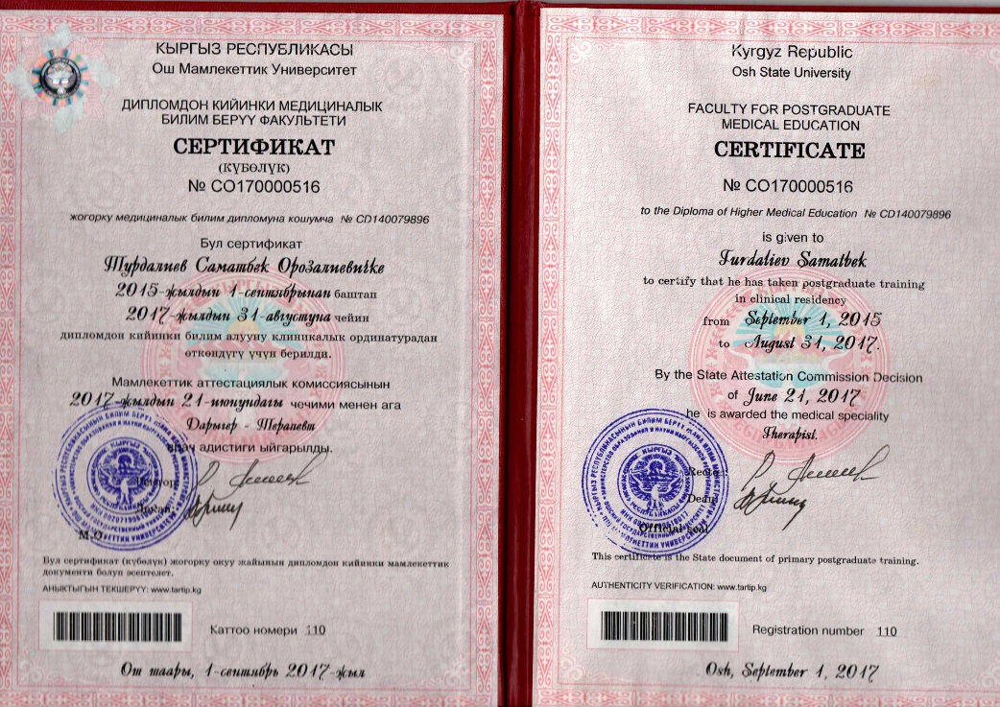 КЫРГЫЗ РЕСПУБЛИКАСЫ
Ош Мамлекеттик Университет
ДИПЛОМДОН КИЙИНКИ МЕДИЦИНАЛЫК
БИЛИМ БЕРҮҮ ФАКУЛЬТЕТИ
СЕРТИФИКАТ
(КҮБӨЛҮК)
№ CO170000516
жогорку медициналык билим дипломуна кошумча № CD140079896
Бул сертификат
Турдалиев Саматбек Орозалиевичке
2015-жылдын 1-сентябрынан баштап
2017-жылдын 31-августуна чейин
дипломдон кийинки билим алууну клиникалык ординатурадан
өткөндүгү үчүн берилди.
Мамлекеттик аттестациялык комиссиясынын
2017-жылдын 21-июнундагы чечими менен ага
Дарыгер - Терапевт
врач адистиги ыйгарылды.
Ректор
Декан
М.О.
Бул сертификат (күбөлүк) жогорку окуу жайынын дипломдон кийинки мамлекеттик
документи болуп эсептелет.
АНЫКТЫГЫН ТЕКШЕРҮҮ: www.tartip.kg
Каттоо номери 110
Ош шаары, 1-сентябрь 2017-жыл
Kyrgyz Republic
Osh State University
FACULTY FOR POSTGRADUATE
MEDICAL EDUCATION
CERTIFICATE
№ CO170000516
to the Diploma of Higher Medical Education № CD140079896
is given to
Turdaliev Samatbek
to certify that he has taken postgraduate training
in clinical residency
from September 1, 2015
to August 31, 2017.
By the State Attestation Commission Decision
of June 21, 2017
he is awarded the medical speciality
Therapist.
Rector
Dean
Official seal
This certificate is the State document of primary postgraduate training.
AUTHENTICITY VERIFICATION: www.tartip.kg
Registration number 110
Osh, September 1, 2017